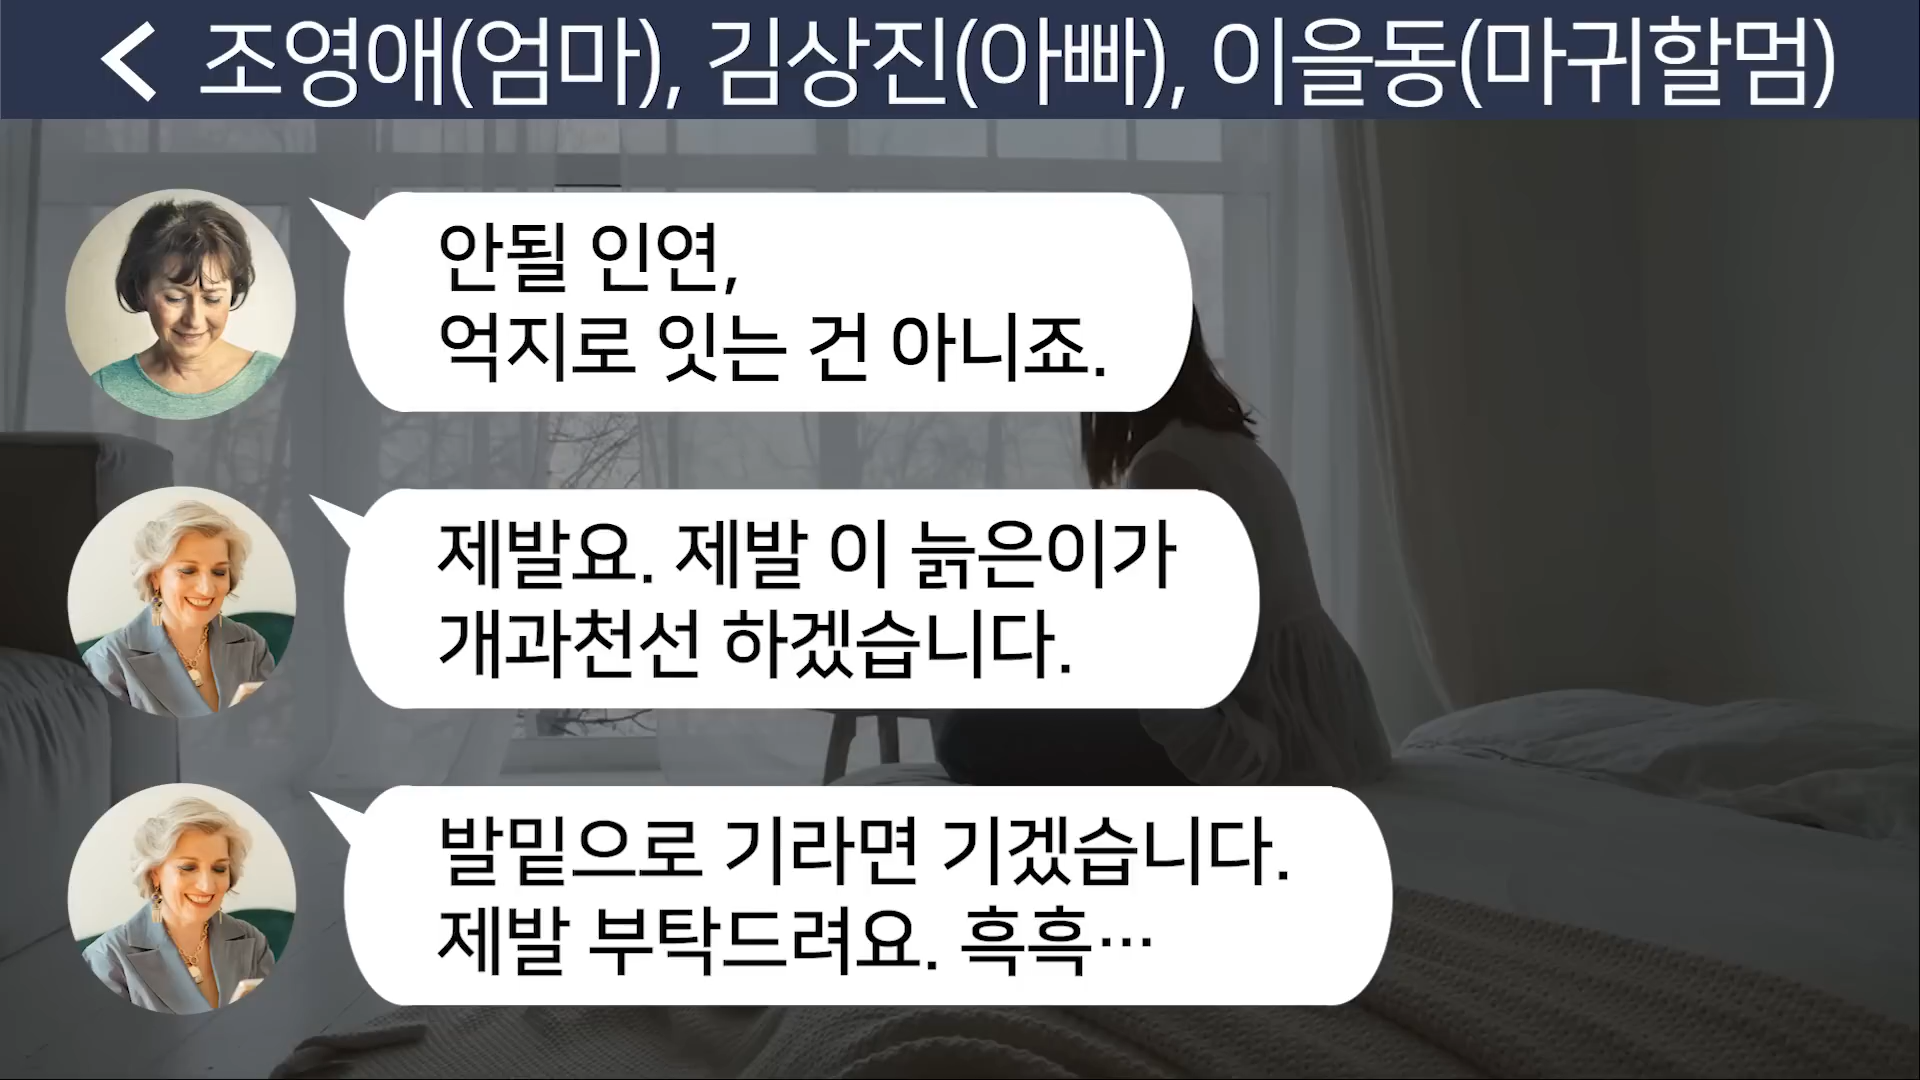 조영애(엄마), 김상진(아빠), 이을동(마귀할멈)
안될 인연,
억지로 잇는 건 아니죠.
제발요. 제발 이 늙은이가
개과천선 하겠습니다.
발밑으로 기라면 기겠습니다.
제발 부탁드려요. 흑흑…